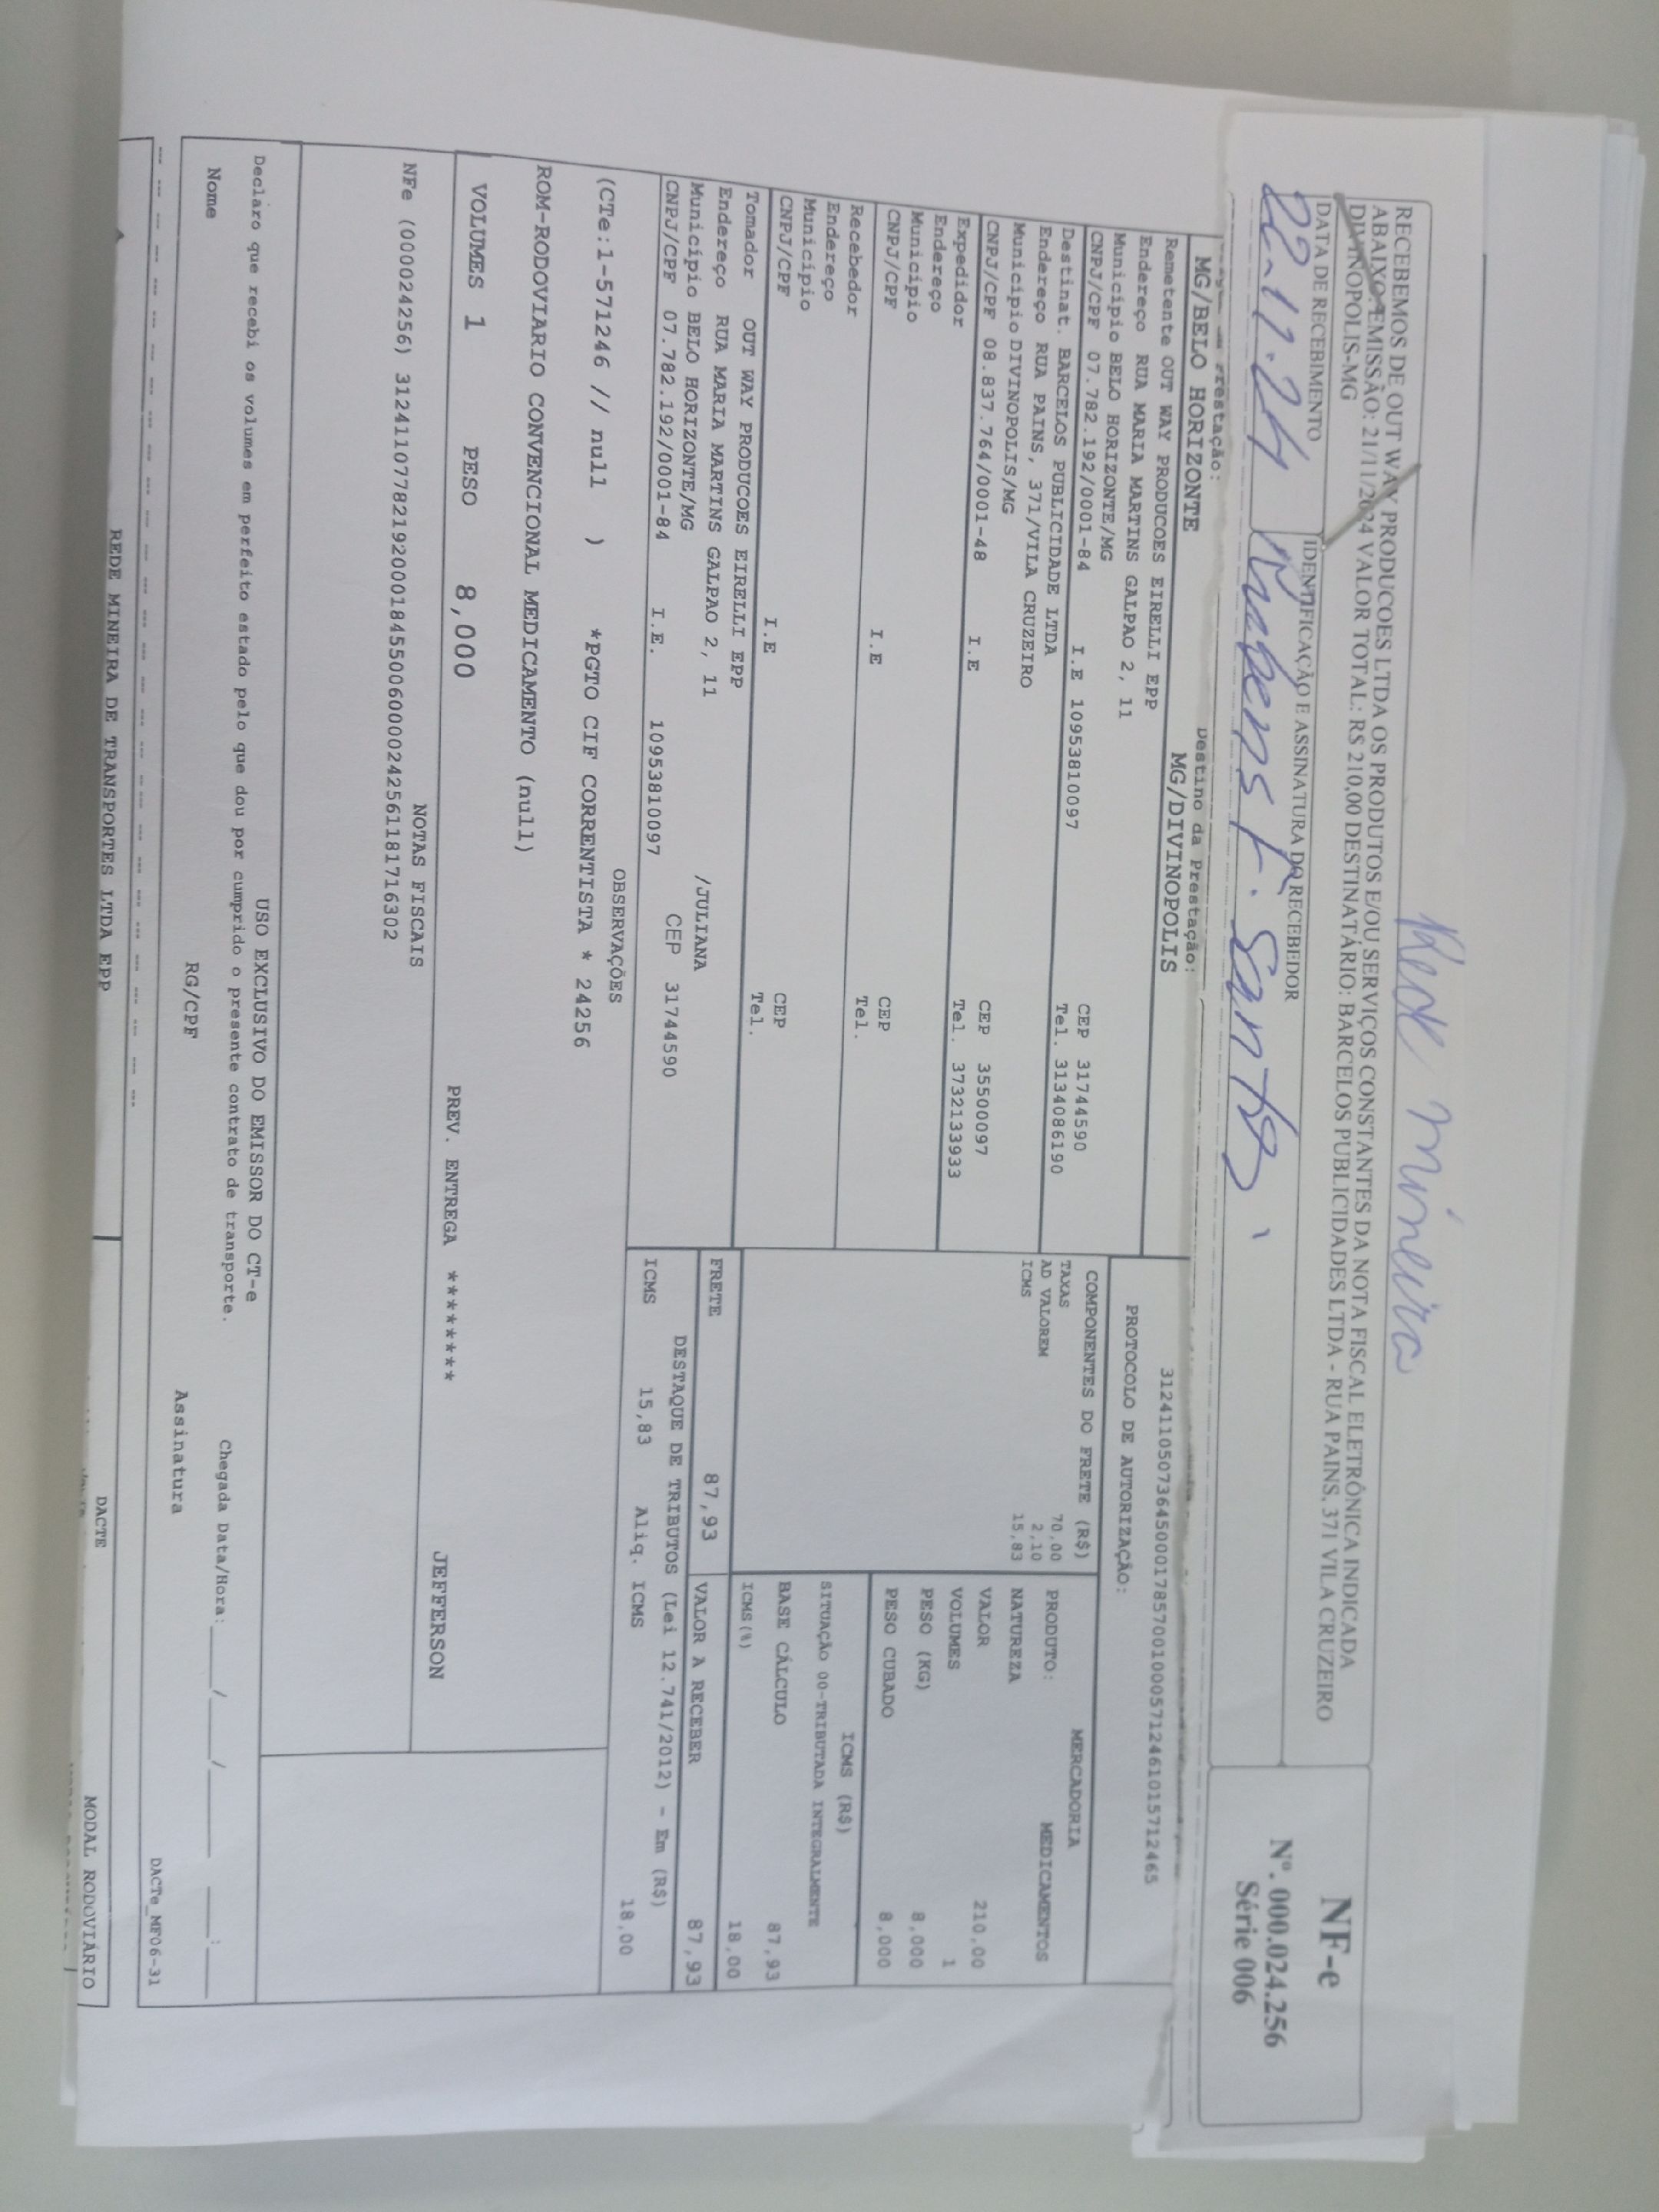 Rede Mineira
RECEBEMOS DE OUT WAY PRODUCOES LTDA OS PRODUTOS E/OU SERVIÇOS CONSTANTES DA NOTA FISCAL ELETRÔNICA INDICADA
ABAIXO. EMISSÃO: 21/11/2024 VALOR TOTAL: R$ 210,00 DESTINATÁRIO: BARCELOS PUBLICIDADES LTDA - RUA PAINS, 371 VILA CRUZEIRO
DIVINOPOLIS-MG
DATA DE RECEBIMENTO
IDENTIFICAÇÃO E ASSINATURA DO RECEBEDOR
22.11.24
Rubens F. Santos
NF-e
Nº. 000.024.256
Série 006
Prestação:
Destino da Prestação:
MG/BELO HORIZONTE
MG/DIVINOPOLIS
31241105073645000178570010005712461015712465
PROTOCOLO DE AUTORIZAÇÃO:
Remetente OUT WAY PRODUCOES EIRELLI EPP
Endereço RUA MARIA MARTINS GALPAO 2, 11
Município BELO HORIZONTE/MG CEP 31744590
CNPJ/CPF 07.782.192/0001-84 I.E 10953810097 Tel. 3134086190
Destinat. BARCELOS PUBLICIDADE LTDA
Endereço RUA PAINS, 371/VILA CRUZEIRO
Municipio DIVINOPOLIS/MG CEP 35500097
CNPJ/CPF 08.837.764/0001-48 I.E Tel. 3732133933
Expedidor
Endereço
Município CEP
CNPJ/CPF I.E Tel.
Recebedor
Endereço
Município CEP
CNPJ/CPF I.E Tel.
Tomador OUT WAY PRODUCOES EIRELLI EPP
Endereço RUA MARIA MARTINS GALPAO 2, 11 /JULIANA
Município BELO HORIZONTE/MG CEP 31744590
CNPJ/CPF 07.782.192/0001-84 I.E. 10953810097
COMPONENTES DO FRETE (R$)
TAXAS 70,00
AD VALOREM 2,10
ICMS 15,83
MERCADORIA
PRODUTO: MEDICAMENTOS
NATUREZA
VALOR 210,00
VOLUMES 1
PESO (KG) 8,000
PESO CUBADO 8,000
ICMS (R$)
SITUAÇÃO 00-TRIBUTADA INTEGRALMENTE
BASE CÁLCULO 87,93
ICMS(%) 18,00
FRETE 87,93
VALOR A RECEBER 87,93
DESTAQUE DE TRIBUTOS (Lei 12.741/2012) - Em (R$)
ICMS 15,83 Aliq. ICMS 18,00
OBSERVAÇÕES
(CTe:1-571246 // null ) *PGTO CIF CORRENTISTA * 24256
ROM-RODOVIARIO CONVENCIONAL MEDICAMENTO (null)
VOLUMES 1 PESO 8,000 PREV. ENTREGA ******** JEFFERSON
NOTAS FISCAIS
NFe (000024256) 31241107782192000184550060000242561181716302
USO EXCLUSIVO DO EMISSOR DO CT-e
Declaro que recebi os volumes em perfeito estado pelo que dou por cumprido o presente contrato de transporte. Chegada Data/Hora: ____/____/____ ____:____
Nome RG/CPF Assinatura
DACTe_MF06-31
REDE MINEIRA DE TRANSPORTES LTDA EPP
DACTE
MODAL RODOVIÁRIO